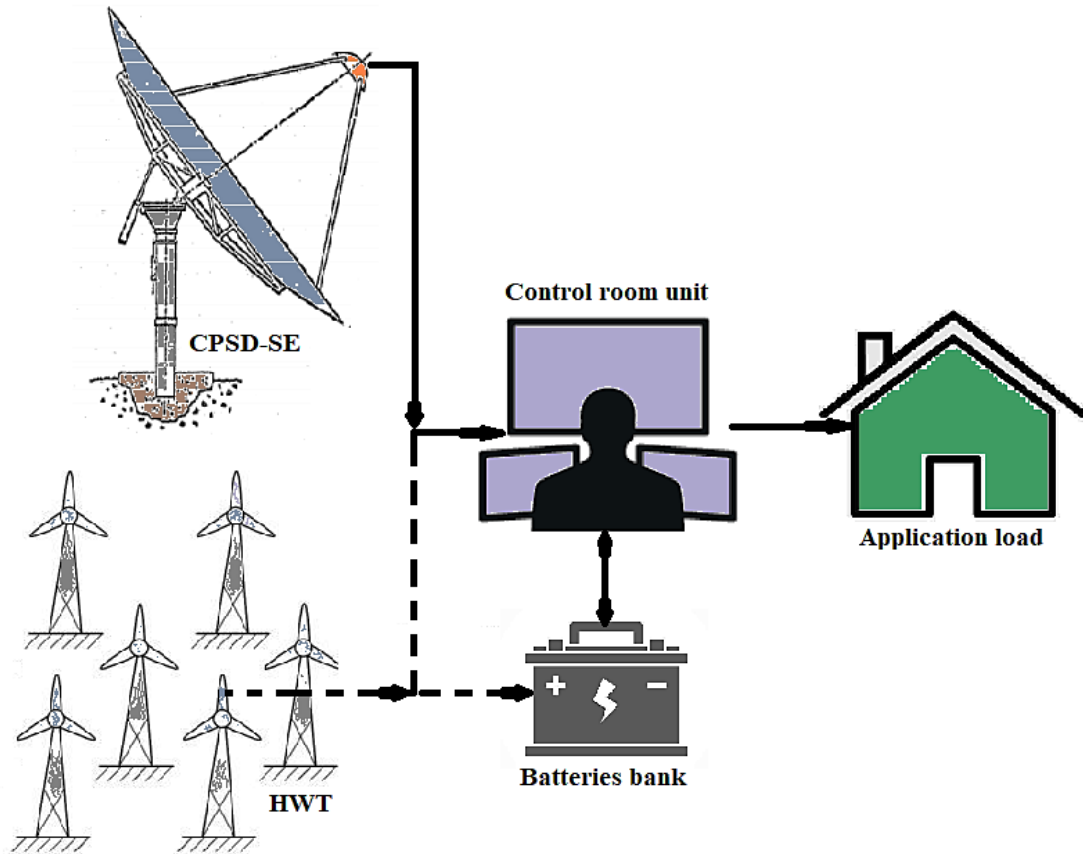 CPSD-SE
Control room unit
Application load
HWT
Batteries bank